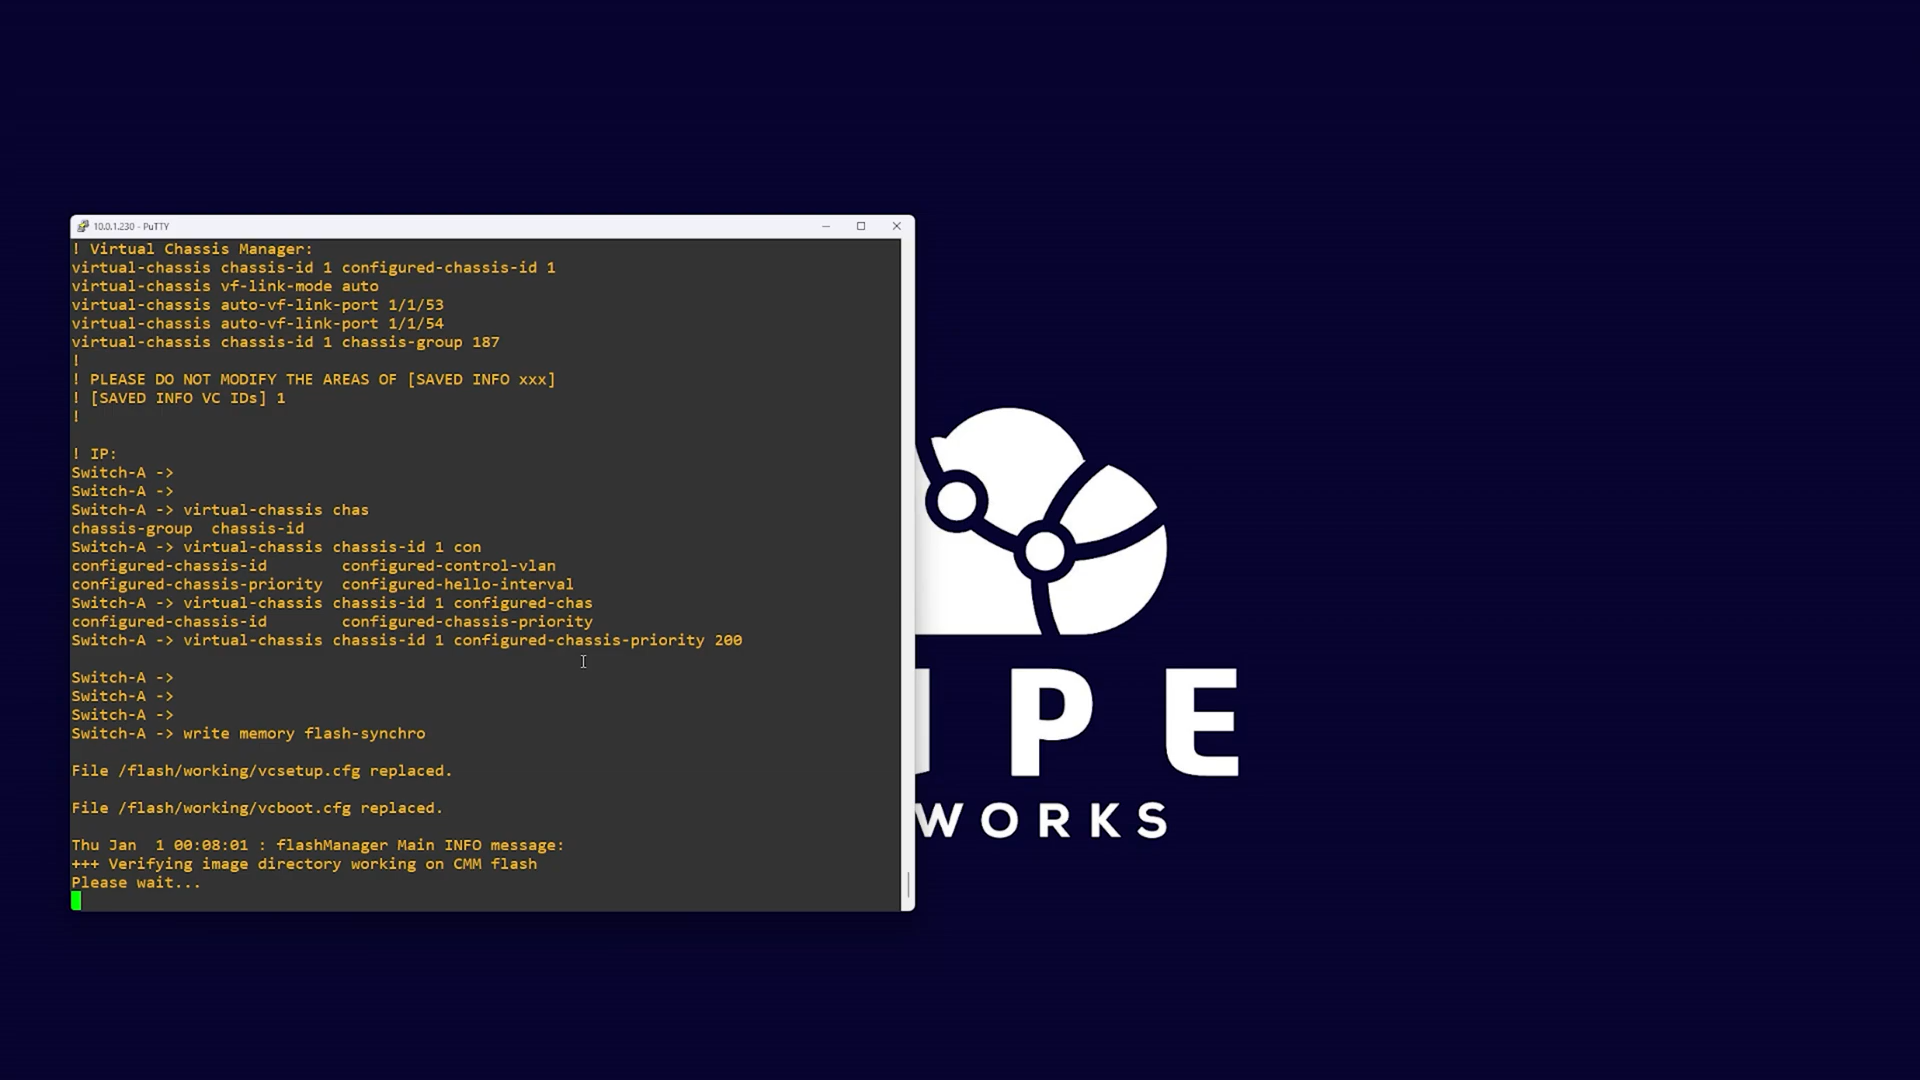 10.0.1.230 - PuTTY
! Virtual Chassis Manager:
virtual-chassis chassis-id 1 configured-chassis-id 1
virtual-chassis vf-link-mode auto
virtual-chassis auto-vf-link-port 1/1/53
virtual-chassis auto-vf-link-port 1/1/54
virtual-chassis chassis-id 1 chassis-group 187
!
! PLEASE DO NOT MODIFY THE AREAS OF [SAVED INFO xxx]
! [SAVED INFO VC IDs] 1
!
! IP:
Switch-A ->
Switch-A ->
Switch-A -> virtual-chassis chas
chassis-group  chassis-id
Switch-A -> virtual-chassis chassis-id 1 con
configured-chassis-id        configured-control-vlan
configured-chassis-priority  configured-hello-interval
Switch-A -> virtual-chassis chassis-id 1 configured-chas
configured-chassis-id        configured-chassis-priority
Switch-A -> virtual-chassis chassis-id 1 configured-chassis-priority 200
Switch-A ->
Switch-A ->
Switch-A ->
Switch-A -> write memory flash-synchro
File /flash/working/vcsetup.cfg replaced.
File /flash/working/vcboot.cfg replaced.
Thu Jan  1 00:08:01 : flashManager Main INFO message:
+++ Verifying image directory working on CMM flash
Please wait...
PE
WORKS